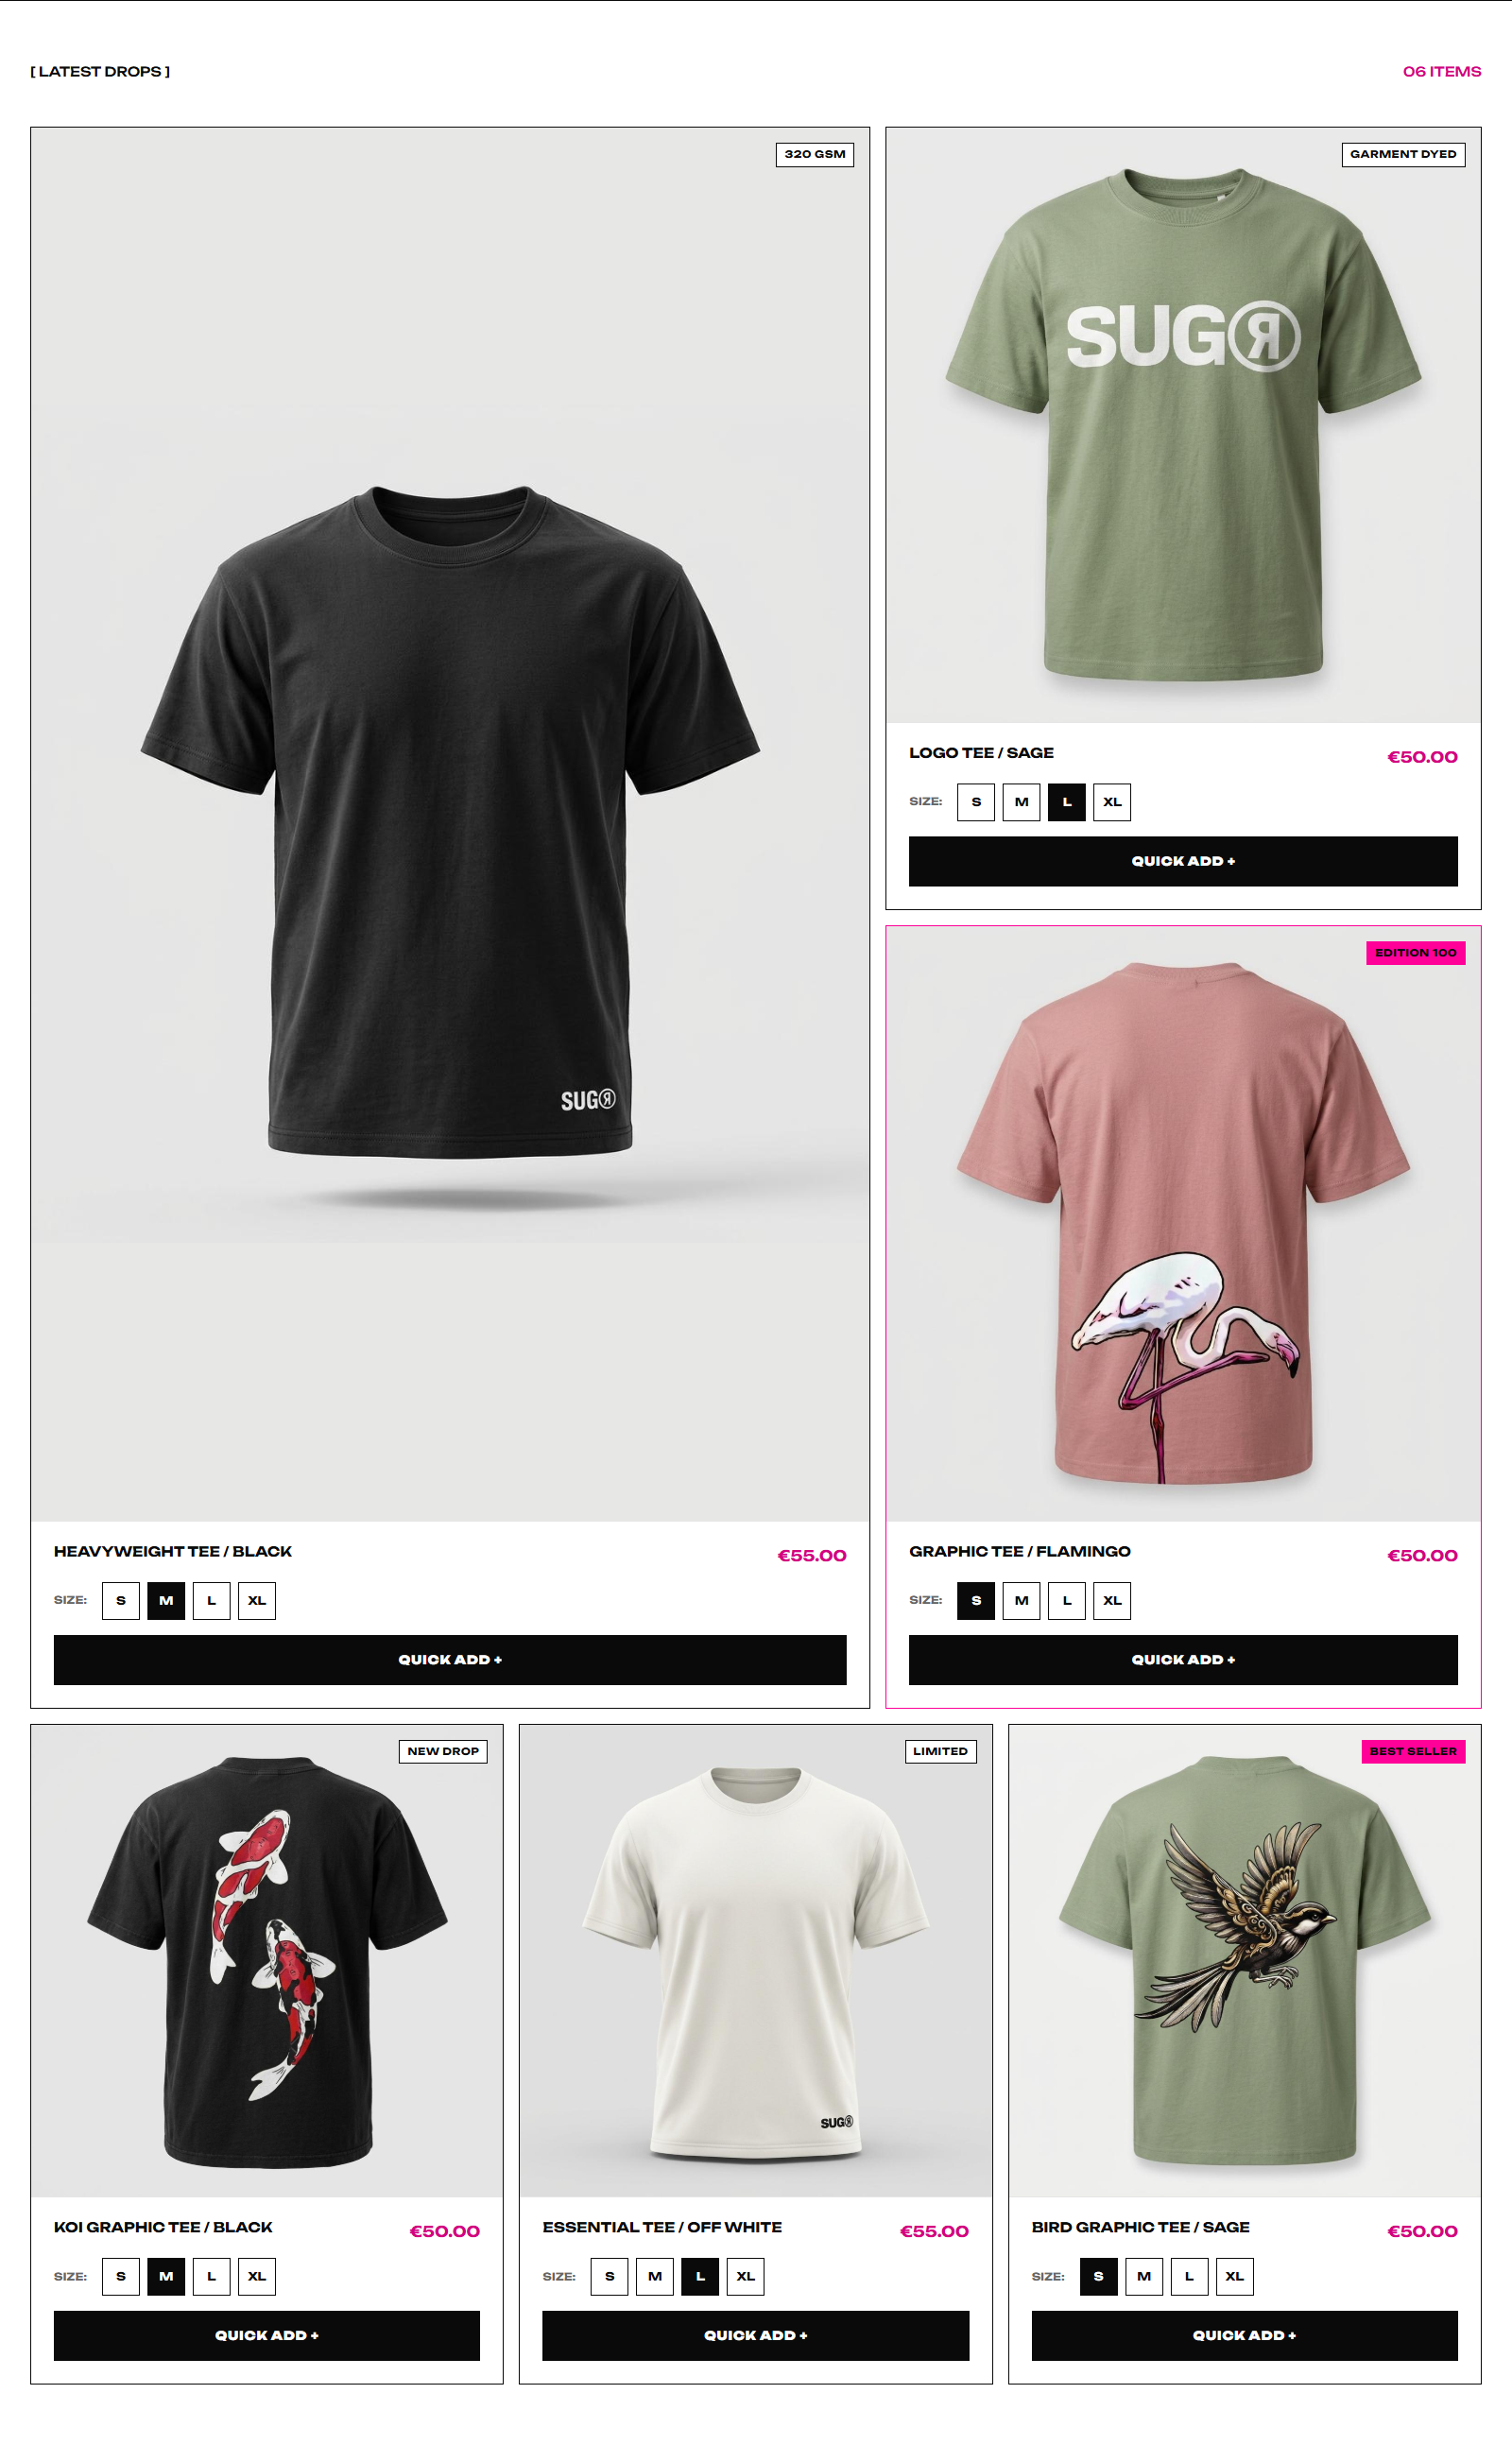 [ LATEST DROPS ]
06 ITEMS
320 GSM
SUGЯ
HEAVYWEIGHT TEE / BLACK
€55.00
SIZE: S M L XL
QUICK ADD +
GARMENT DYED
SUGЯ
LOGO TEE / SAGE
€50.00
SIZE: S M L XL
QUICK ADD +
EDITION 100
GRAPHIC TEE / FLAMINGO
€50.00
SIZE: S M L XL
QUICK ADD +
NEW DROP
KOI GRAPHIC TEE / BLACK
€50.00
SIZE: S M L XL
QUICK ADD +
LIMITED
SUGЯ
ESSENTIAL TEE / OFF WHITE
€55.00
SIZE: S M L XL
QUICK ADD +
BEST SELLER
BIRD GRAPHIC TEE / SAGE
€50.00
SIZE: S M L XL
QUICK ADD +